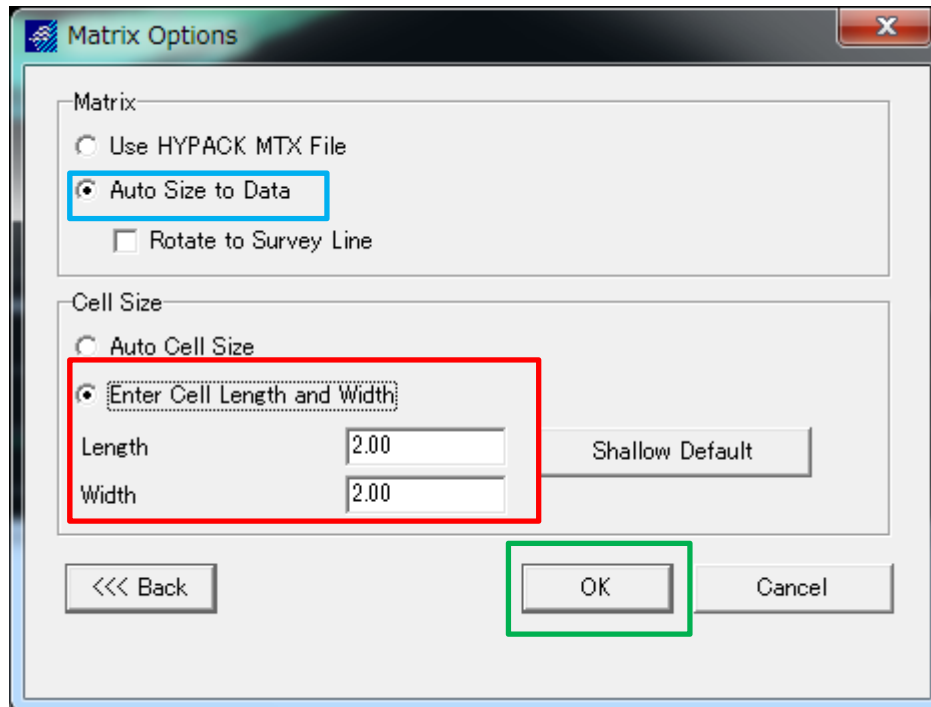 Matrix Options
Matrix
Use HYPACK MTX File
Auto Size to Data
Rotate to Survey Line
Cell Size
Auto Cell Size
Enter Cell Length and Width
Length 2.00 Shallow Default
Width 2.00
<<< Back OK Cancel